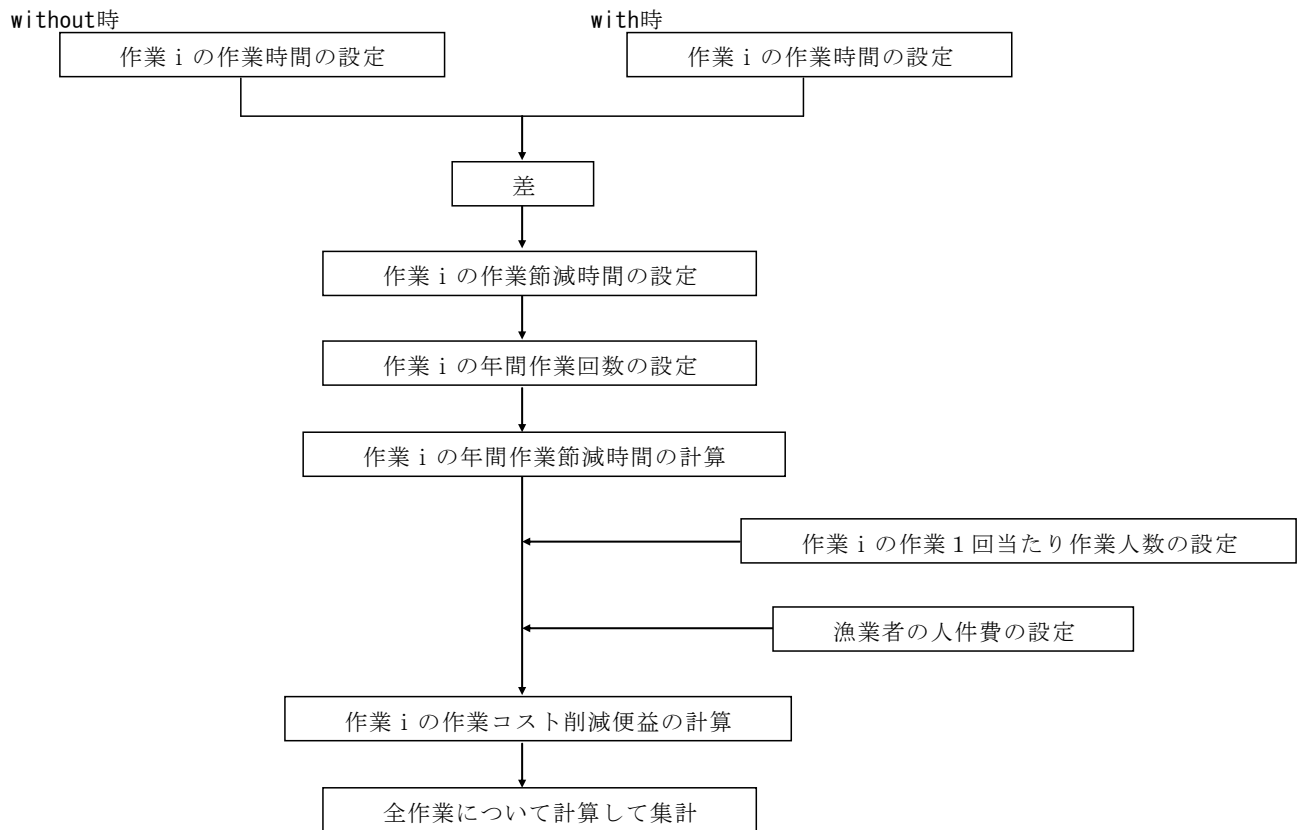 without時
with時
作業ｉの作業時間の設定
作業ｉの作業時間の設定
差
作業ｉの作業節減時間の設定
作業ｉの年間作業回数の設定
作業ｉの年間作業節減時間の計算
作業ｉの作業１回当たり作業人数の設定
漁業者の人件費の設定
作業ｉの作業コスト削減便益の計算
全作業について計算して集計